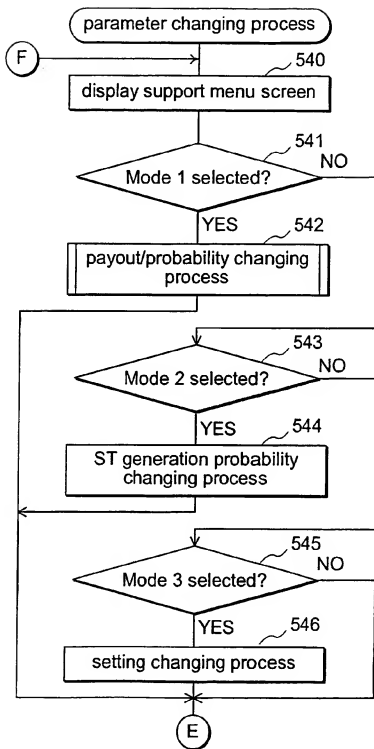 parameter changing process
F
540
display support menu screen
541
NO
Mode 1 selected?
YES
542
payout/probability changing
process
543
NO
Mode 2 selected?
YES
544
ST generation probability
changing process
545
NO
Mode 3 selected?
YES
546
setting changing process
E